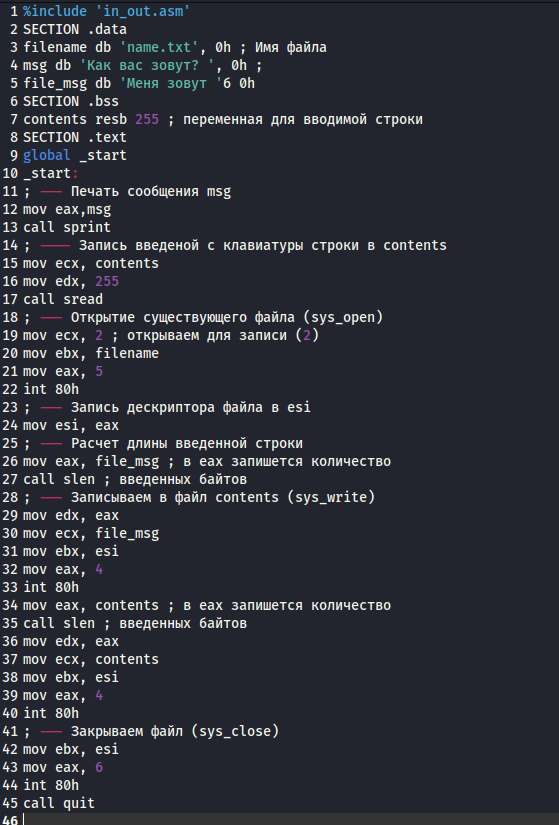 1 %include 'in_out.asm'
2 SECTION .data
3 filename db 'name.txt', 0h ; Имя файла
4 msg db 'Как вас зовут? ', 0h ;
5 file_msg db 'Меня зовут '6 0h
6 SECTION .bss
7 contents resb 255 ; переменная для вводимой строки
8 SECTION .text
9 global _start
10 _start:
11 ; --- Печать сообщения msg
12 mov eax,msg
13 call sprint
14 ; ---- Запись введеной с клавиатуры строки в contents
15 mov ecx, contents
16 mov edx, 255
17 call sread
18 ; --- Открытие существующего файла (sys_open)
19 mov ecx, 2 ; открываем для записи (2)
20 mov ebx, filename
21 mov eax, 5
22 int 80h
23 ; --- Запись дескриптора файла в esi
24 mov esi, eax
25 ; --- Расчет длины введенной строки
26 mov eax, file_msg ; в eax запишется количество
27 call slen ; введенных байтов
28 ; --- Записываем в файл contents (sys_write)
29 mov edx, eax
30 mov ecx, file_msg
31 mov ebx, esi
32 mov eax, 4
33 int 80h
34 mov eax, contents ; в eax запишется количество
35 call slen ; введенных байтов
36 mov edx, eax
37 mov ecx, contents
38 mov ebx, esi
39 mov eax, 4
40 int 80h
41 ; --- Закрываем файл (sys_close)
42 mov ebx, esi
43 mov eax, 6
44 int 80h
45 call quit
46